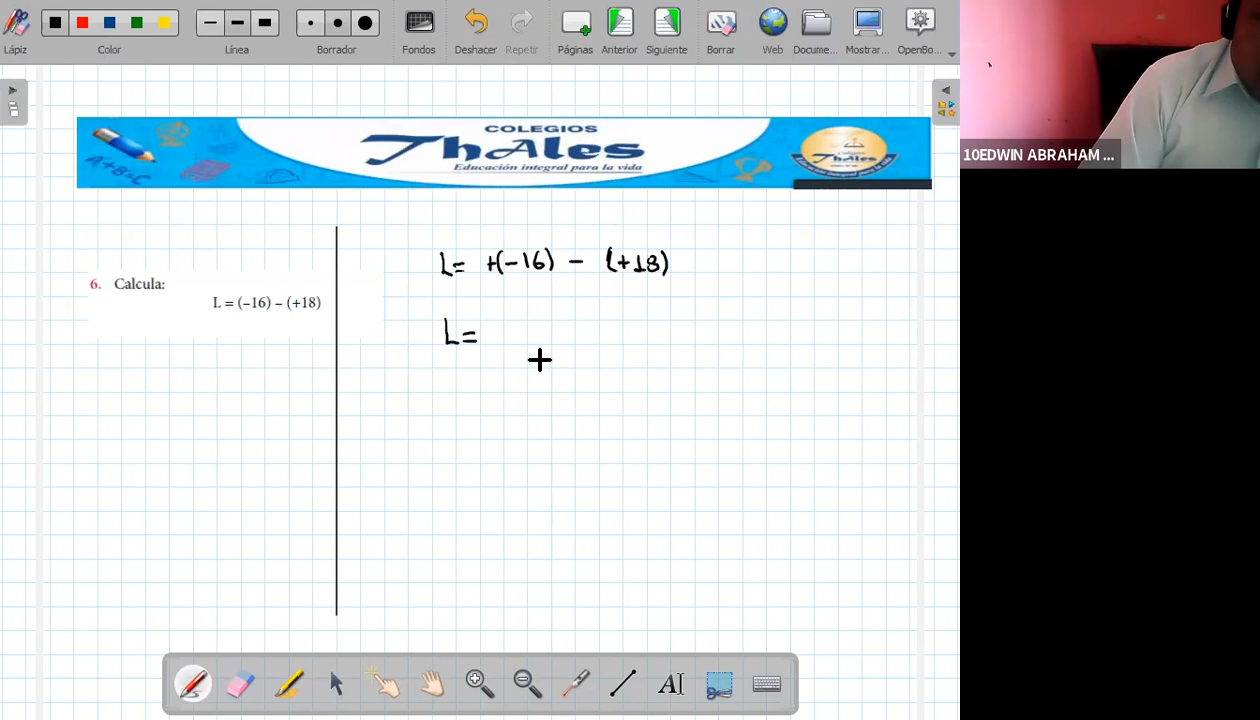 Lápiz
Color
Línea
Borrador
Fondos
Deshacer
Repetir
Páginas
Anterior
Siguiente
Borrar
Web
Docume...
Mostrar...
OpenBo...
10EDWIN ABRAHAM ...
A+B=C
COLEGIOS
Thales
Educación integral para la vida
Thales
6. Calcula:
L = (–16) – (+18)
L= +(-16) - (+18)
L=